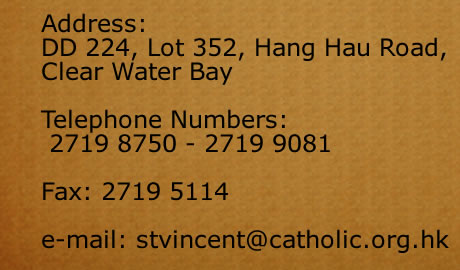 Address:
DD 224, Lot 352, Hang Hau Road,
Clear Water Bay
Telephone Numbers:
2719 8750 - 2719 9081
Fax: 2719 5114
e-mail: stvincent@catholic.org.hk